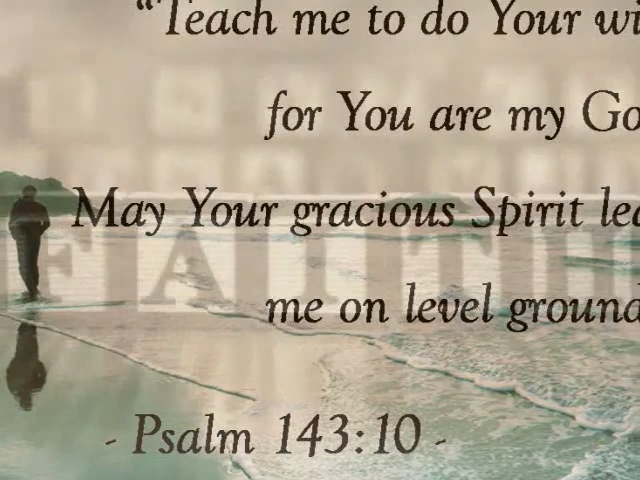 “Teach me to do Your wi
for You are my Go
May Your gracious Spirit lea
me on level ground
- Psalm 143:10 -
FAITH